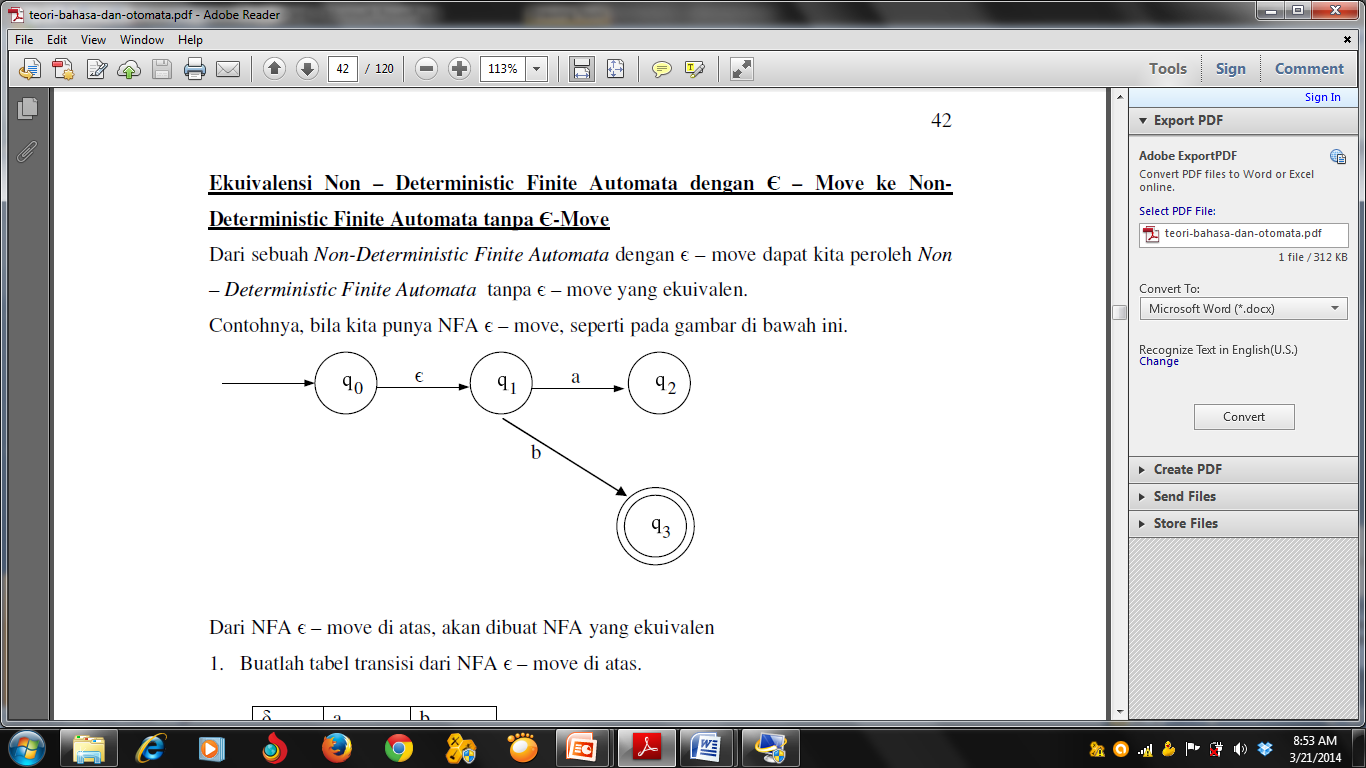 teori-bahasa-dan-otomata.pdf - Adobe Reader
File Edit View Window Help
42 / 120 113% Tools Sign Comment
Sign In
42
Ekuivalensi Non – Deterministic Finite Automata dengan Є – Move ke Non-
Deterministic Finite Automata tanpa Є-Move
Dari sebuah Non-Deterministic Finite Automata dengan є – move dapat kita peroleh Non
– Deterministic Finite Automata tanpa є – move yang ekuivalen.
Contohnya, bila kita punya NFA є – move, seperti pada gambar di bawah ini.
q0 є q1 a q2
b
q3
Dari NFA є – move di atas, akan dibuat NFA yang ekuivalen
1. Buatlah tabel transisi dari NFA є – move di atas.
δ a b
Export PDF
Adobe ExportPDF
Convert PDF files to Word or Excel
online.
Select PDF File:
teori-bahasa-dan-otomata.pdf
1 file / 312 KB
Convert To:
Microsoft Word (*.docx)
Recognize Text in English(U.S.)
Change
Convert
Create PDF
Send Files
Store Files
8:53 AM
3/21/2014